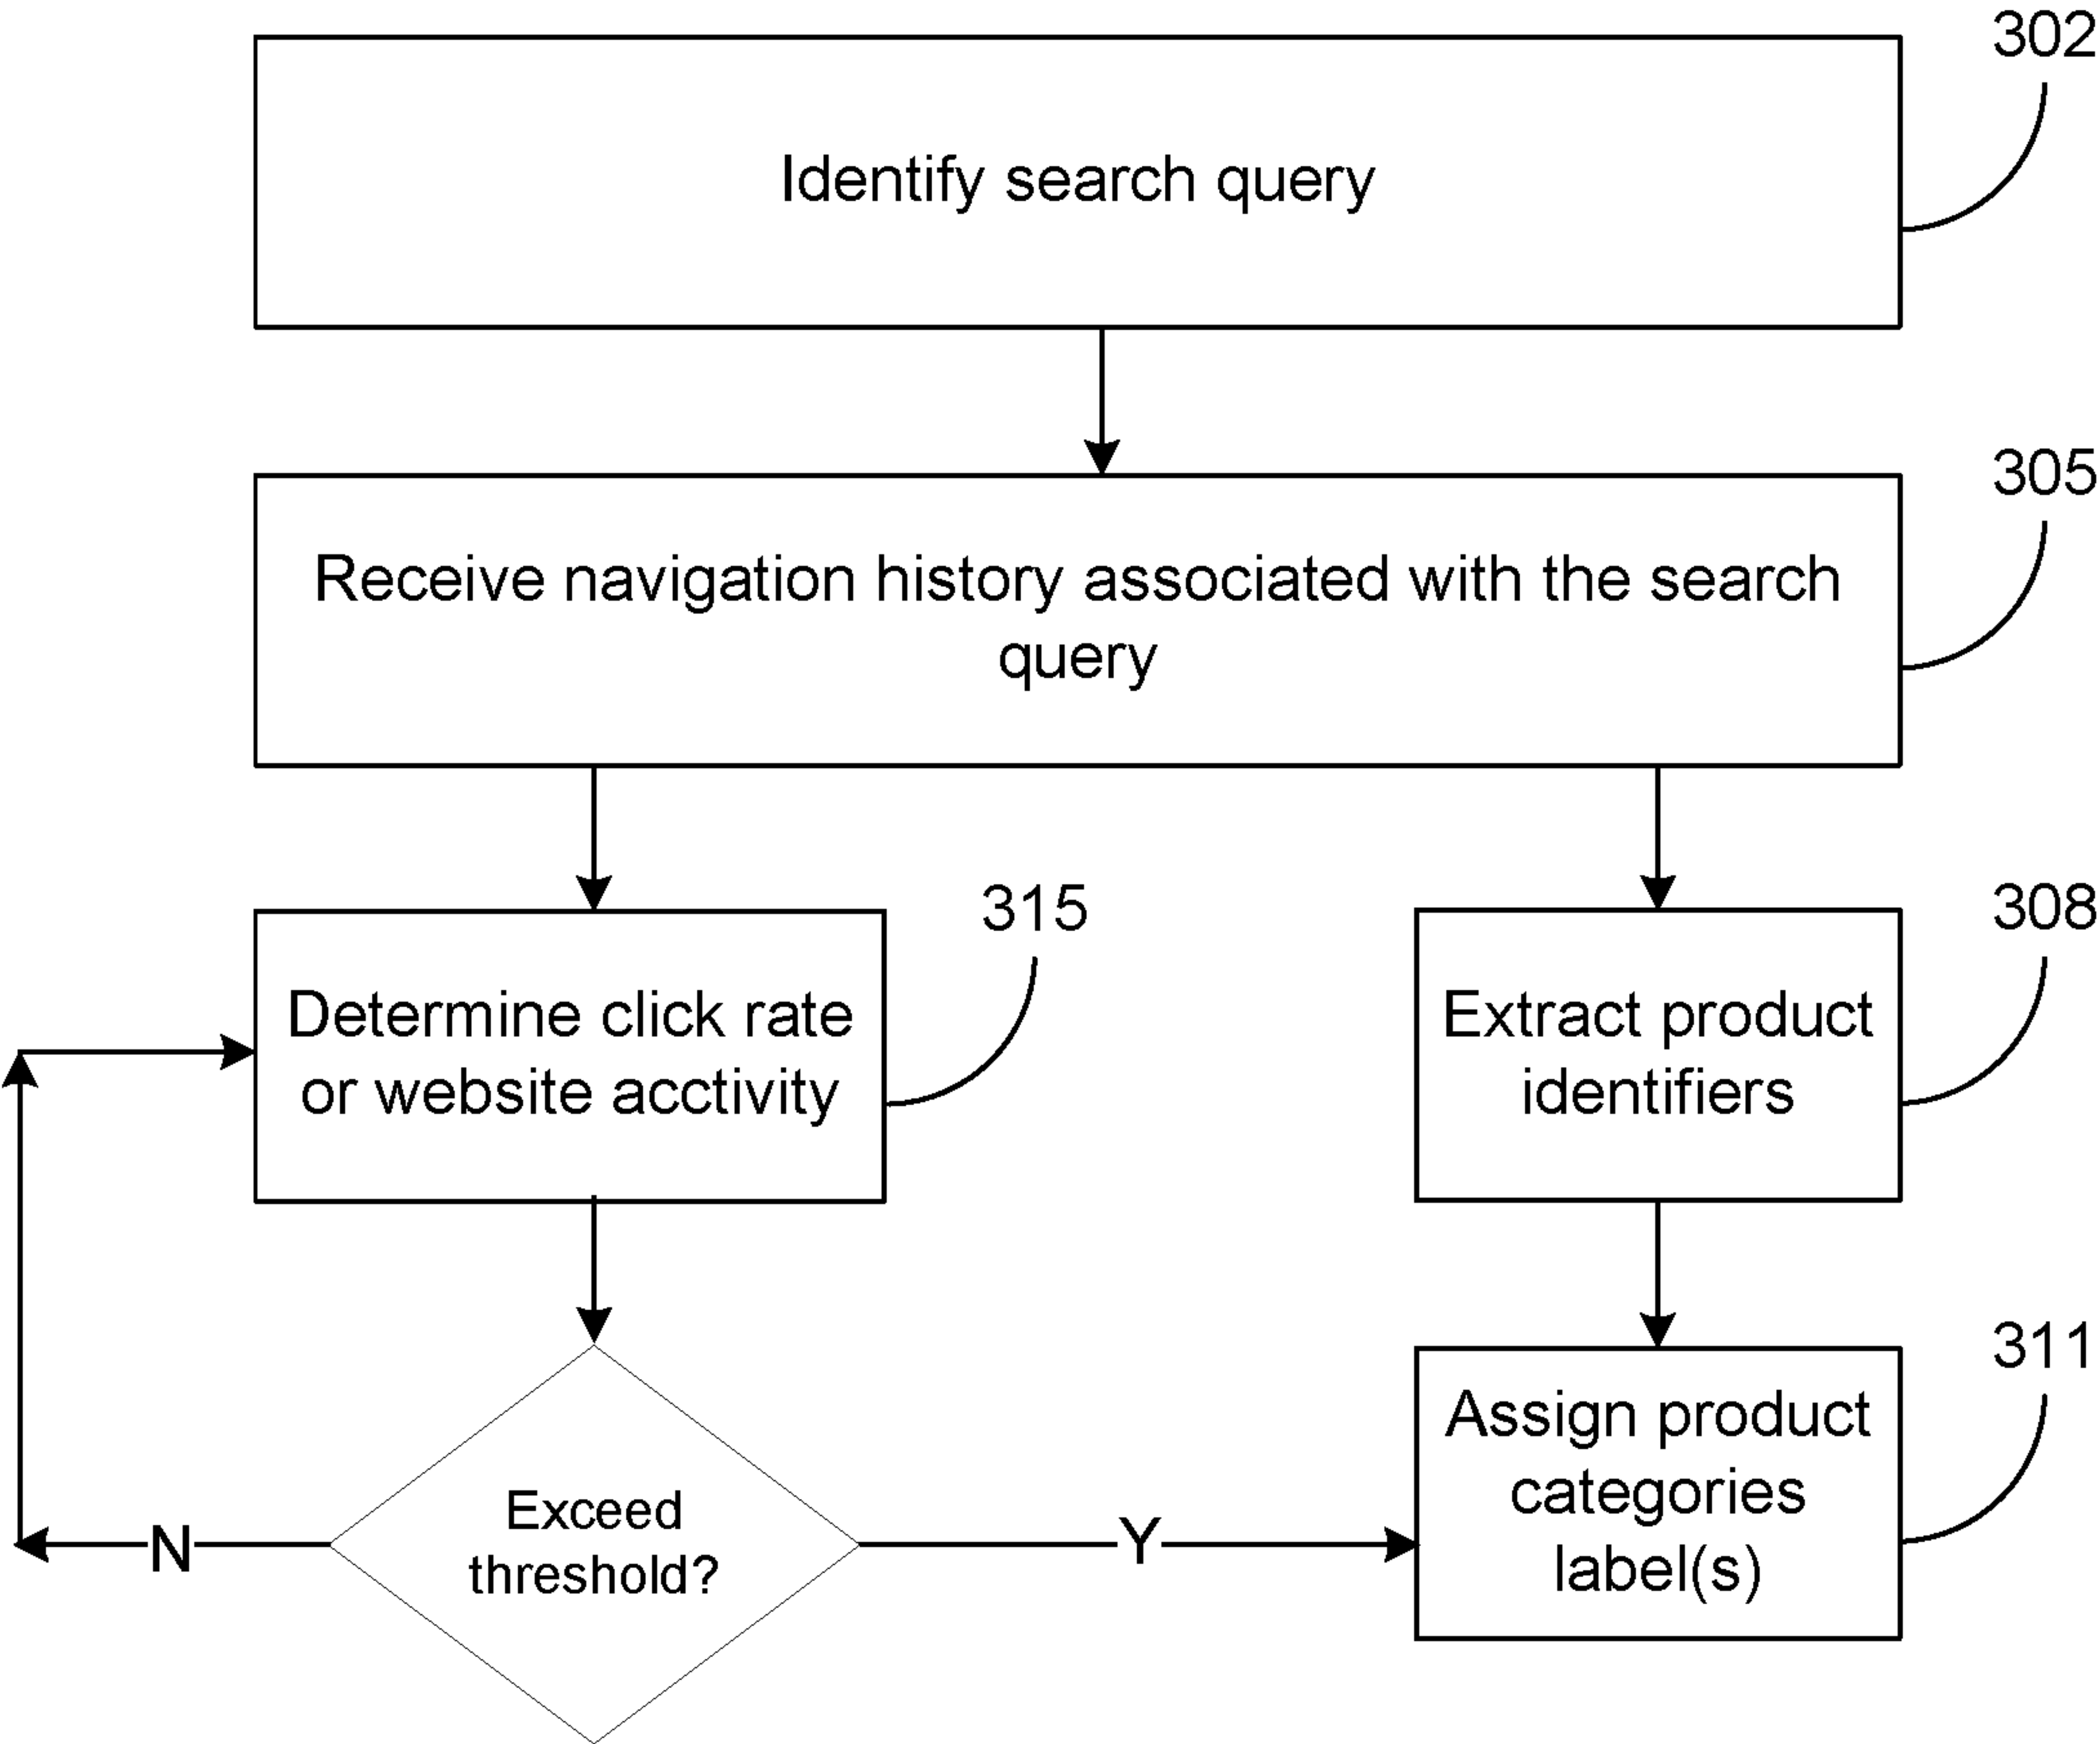 302
Identify search query
305
Receive navigation history associated with the search
query
315
Determine click rate
or website acctivity
308
Extract product
identifiers
Exceed
threshold?
N
Y
311
Assign product
categories
label(s)